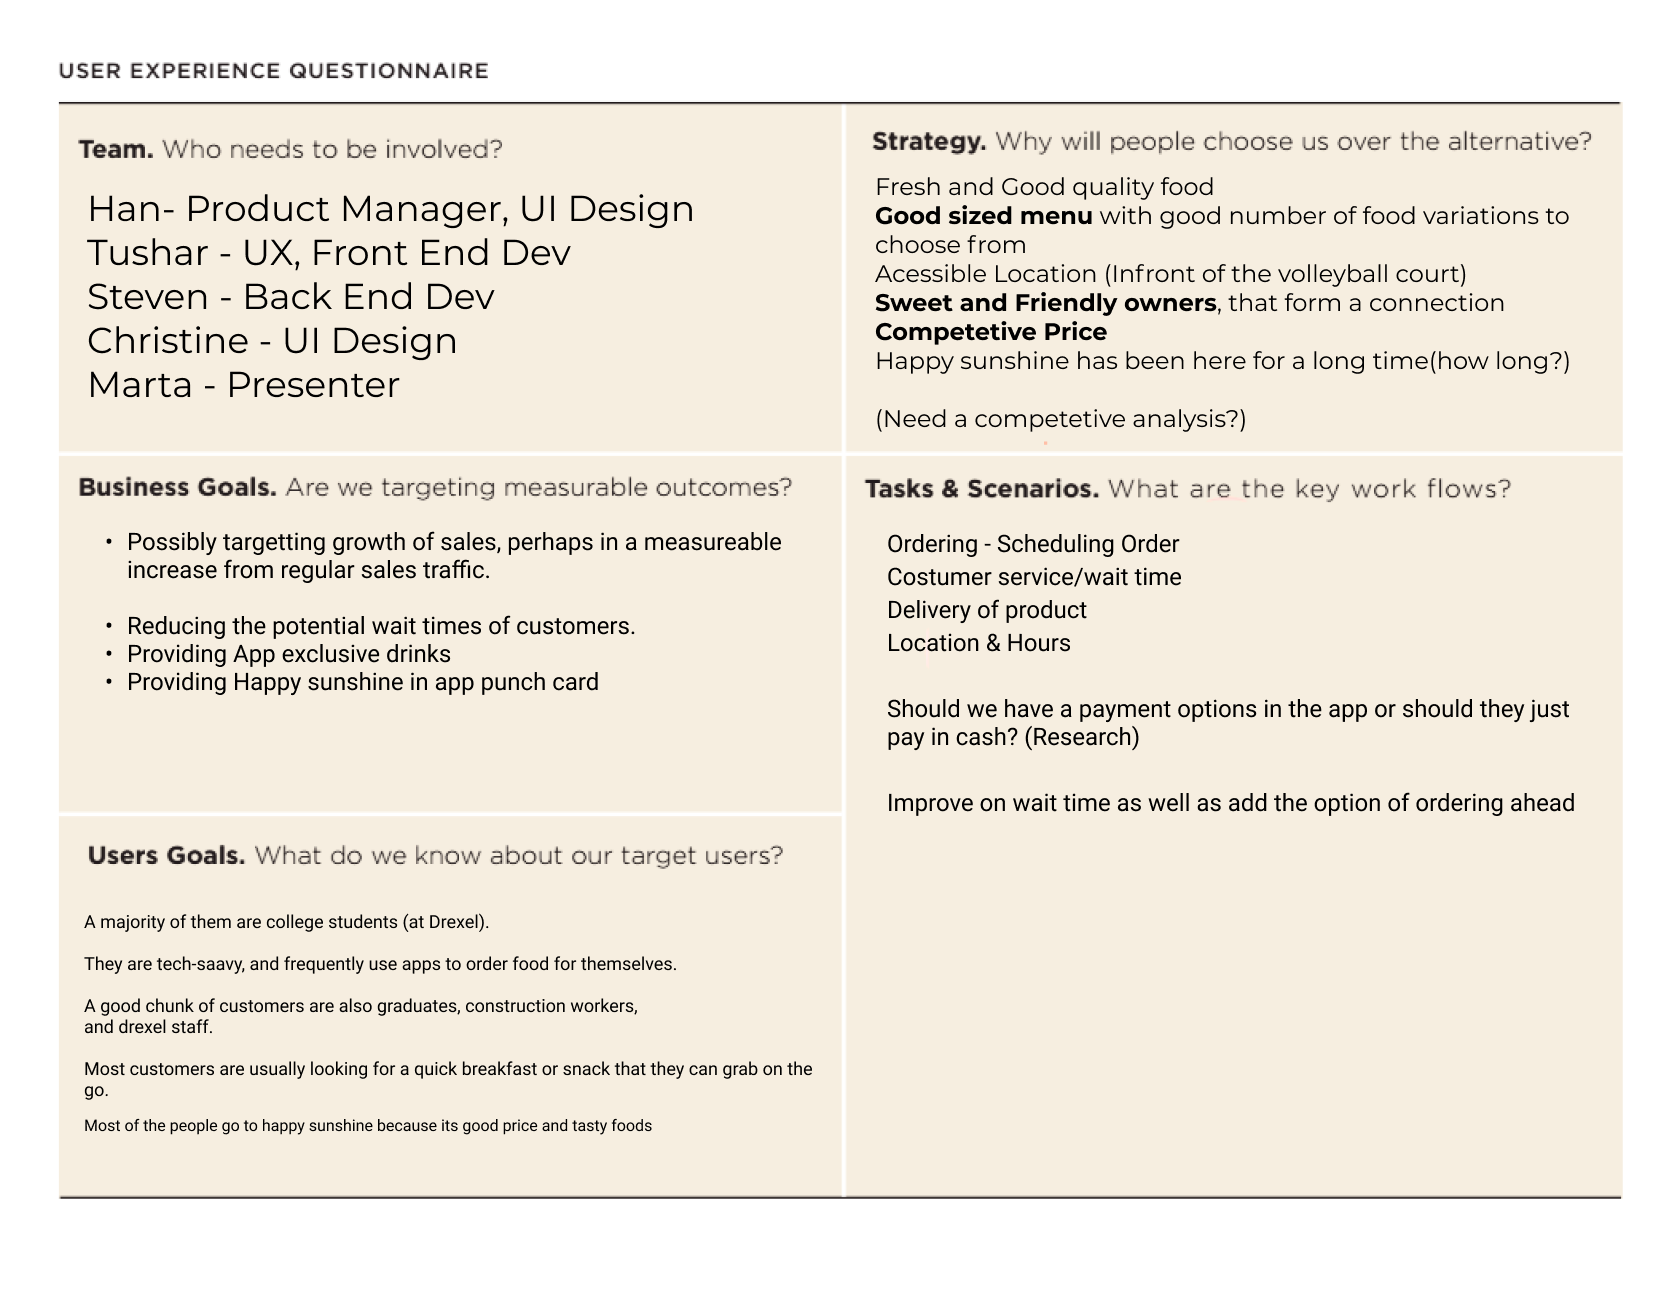 USER EXPERIENCE QUESTIONNAIRE
Team. Who needs to be involved?
Han- Product Manager, UI Design
Tushar - UX, Front End Dev
Steven - Back End Dev
Christine - UI Design
Marta - Presenter
Strategy. Why will people choose us over the alternative?
Fresh and Good quality food
Good sized menu with good number of food variations to
choose from
Acessible Location (Infront of the volleyball court)
Sweet and Friendly owners, that form a connection
Competetive Price
Happy sunshine has been here for a long time(how long?)
(Need a competetive analysis?)
Business Goals. Are we targeting measurable outcomes?
• Possibly targetting growth of sales, perhaps in a measureable
increase from regular sales traffic.
• Reducing the potential wait times of customers.
• Providing App exclusive drinks
• Providing Happy sunshine in app punch card
Users Goals. What do we know about our target users?
A majority of them are college students (at Drexel).
They are tech-saavy, and frequently use apps to order food for themselves.
A good chunk of customers are also graduates, construction workers,
and drexel staff.
Most customers are usually looking for a quick breakfast or snack that they can grab on the
go.
Most of the people go to happy sunshine because its good price and tasty foods
Tasks & Scenarios. What are the key work flows?
Ordering - Scheduling Order
Costumer service/wait time
Delivery of product
Location & Hours
Should we have a payment options in the app or should they just
pay in cash? (Research)
Improve on wait time as well as add the option of ordering ahead